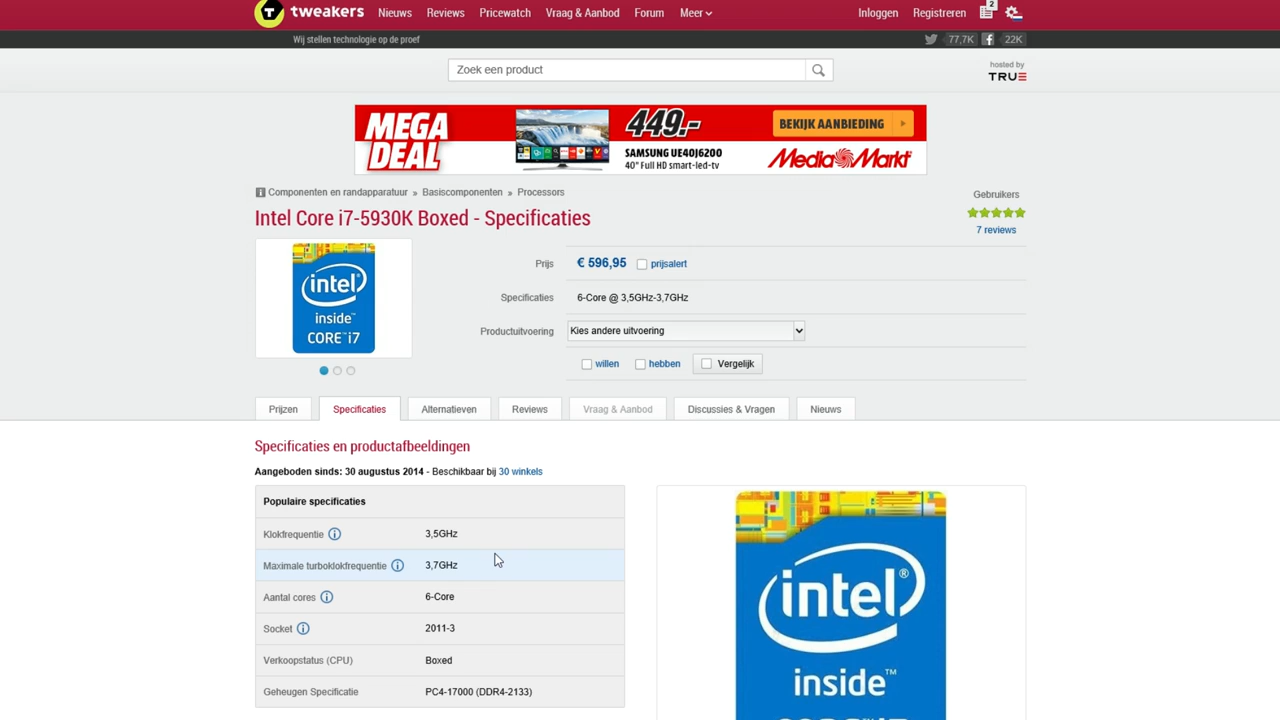 tweakers Nieuws Reviews Pricewatch Vraag & Aanbod Forum Meer Inloggen Registreren 2
Wij stellen technologie op de proef 77,7K 22K
Zoek een product
hosted by
TRUE
MEGA DEAL
449.-
SAMSUNG UE40J6200
40" Full HD smart-led-tv
BEKIJK AANBIEDING
Media Markt
Componenten en randapparatuur » Basiscomponenten » Processors
Gebruikers
Intel Core i7-5930K Boxed - Specificaties
7 reviews
intel
inside™
CORE™i7
Prijs € 596,95 prijsalert
Specificaties 6-Core @ 3,5GHz-3,7GHz
Productuitvoering Kies andere uitvoering
willen hebben Vergelijk
Prijzen Specificaties Alternatieven Reviews Vraag & Aanbod Discussies & Vragen Nieuws
Specificaties en productafbeeldingen
Aangeboden sinds: 30 augustus 2014 - Beschikbaar bij 30 winkels
Populaire specificaties
Klokfrequentie 3,5GHz
Maximale turboklokfrequentie 3,7GHz
Aantal cores 6-Core
Socket 2011-3
Verkoopstatus (CPU) Boxed
Geheugen Specificatie PC4-17000 (DDR4-2133)
intel®
inside™